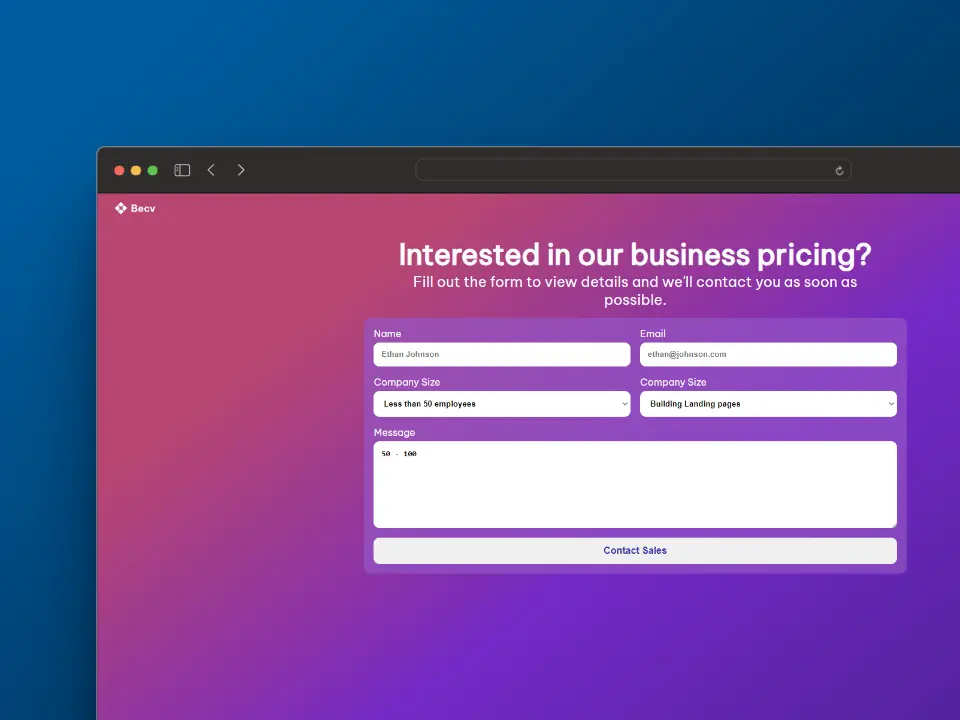 Becv
Interested in our business pricing?
Fill out the form to view details and we'll contact you as soon as
possible.
Name
Email
Ethan Johnson
ethan@johnson.com
Company Size
Company Size
Less than 50 employees
Building Landing pages
Message
50 - 100
Contact Sales